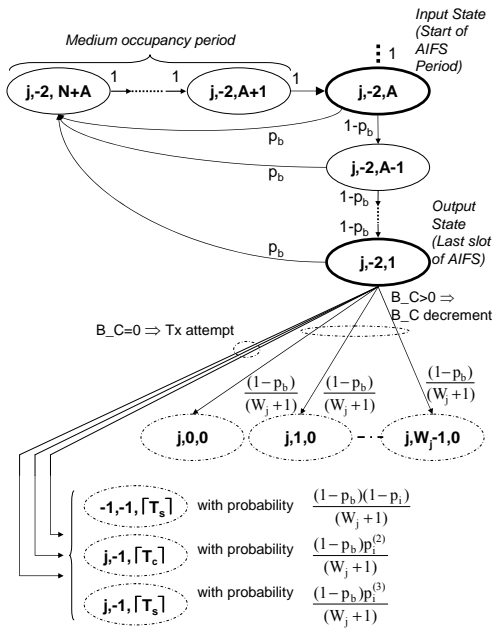 Medium occupancy period
Input State
(Start of
AIFS
Period)
1
j,-2, N+A
1
1
j,-2,A+1
1
j,-2,A
p_b
1-p_b
p_b
j,-2,A-1
1-p_b
1-p_b
Output
State
(Last slot
of AIFS)
p_b
j,-2,1
B_C=0 ⇒ Tx attempt
B_C>0 ⇒
B_C decrement
(1-p_b)/(W_j+1)
(1-p_b)/(W_j+1)
(1-p_b)/(W_j+1)
j,0,0
j,1,0
j,W_j-1,0
-1,-1,⌈T_s⌉ with probability (1-p_b)(1-p_i)/(W_j+1)
j,-1,⌈T_c⌉ with probability (1-p_b)p_i^(2)/(W_j+1)
j,-1,⌈T_s⌉ with probability (1-p_b)p_i^(3)/(W_j+1)